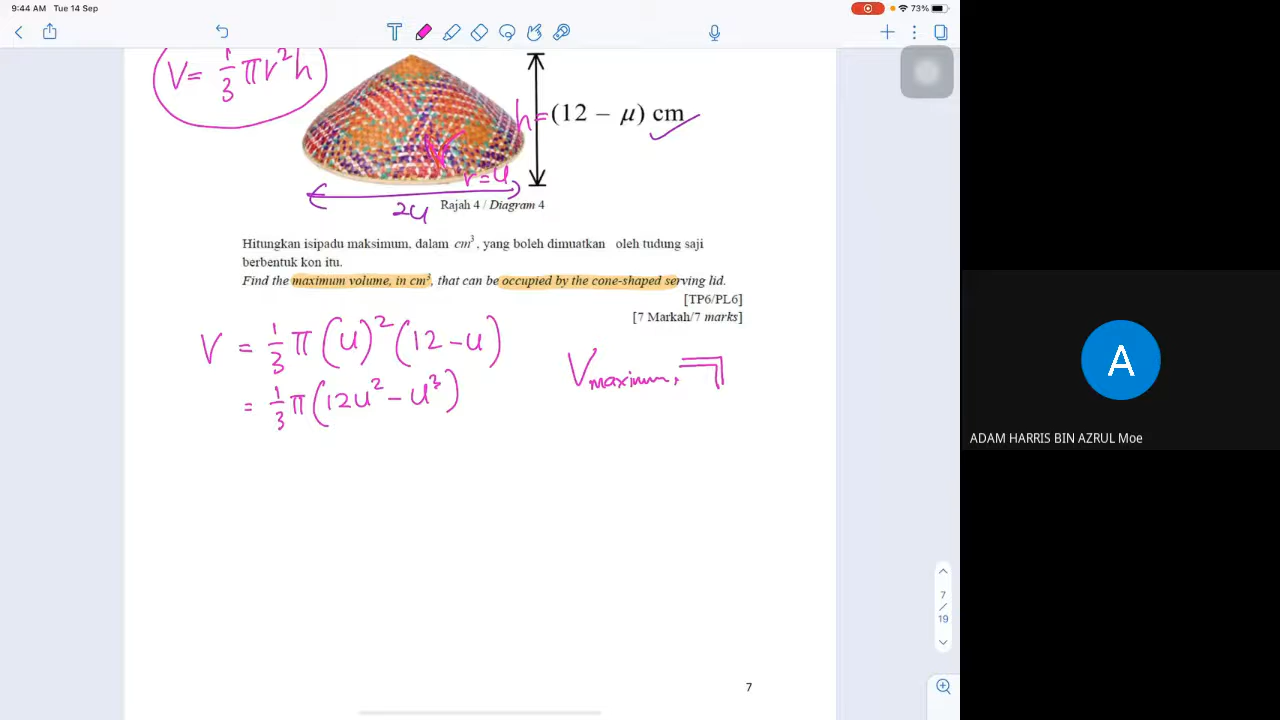 9:44 AM Tue 14 Sep
73%
V = 1/3 πr²h
h = (12 − μ) cm
r = u
2u
Rajah 4 / Diagram 4
Hitungkan isipadu maksimum, dalam cm³, yang boleh dimuatkan oleh tudung saji
berbentuk kon itu.
Find the maximum volume, in cm³, that can be occupied by the cone-shaped serving lid.
[TP6/PL6]
[7 Markah/7 marks]
V = 1/3 π(u)²(12 − u)
= 1/3 π(12u² − u³)
V maximum,
7
/
19
7
A
ADAM HARRIS BIN AZRUL Moe